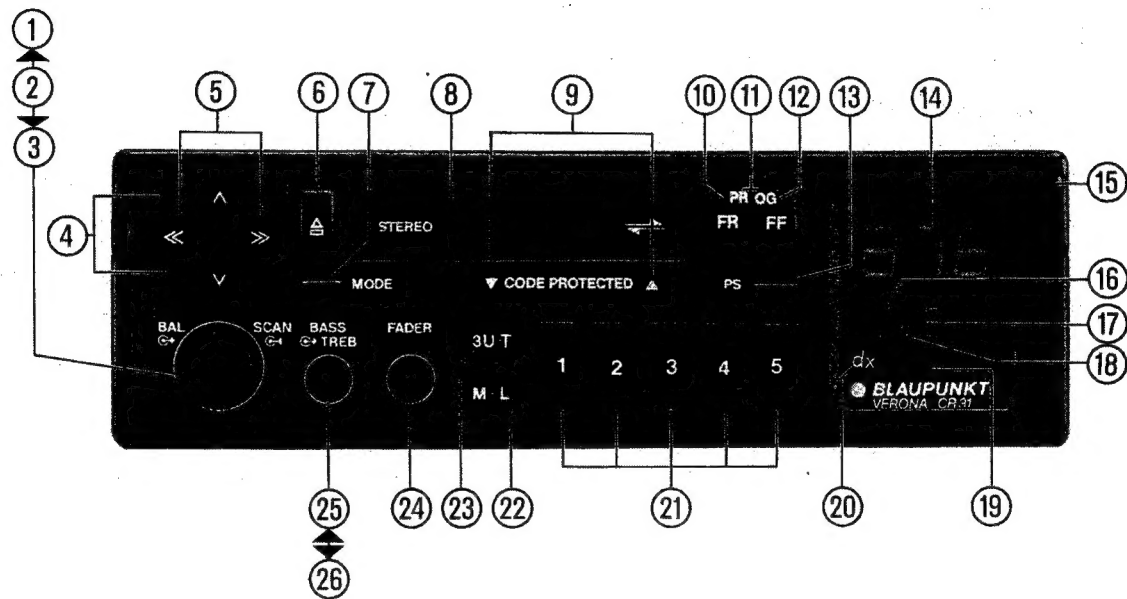 1
2
3
5
6
7
8
9
10
11
12
13
14
15
4
STEREO
PROG
FR FF
MODE
CODE PROTECTED
PS
16
17
18
BAL
SCAN
BASS
TREB
FADER
3U·T
M·L
1 2 3 4 5
dx
BLAUPUNKT
VERONA CR 31
25
24
23
22
21
20
19
26